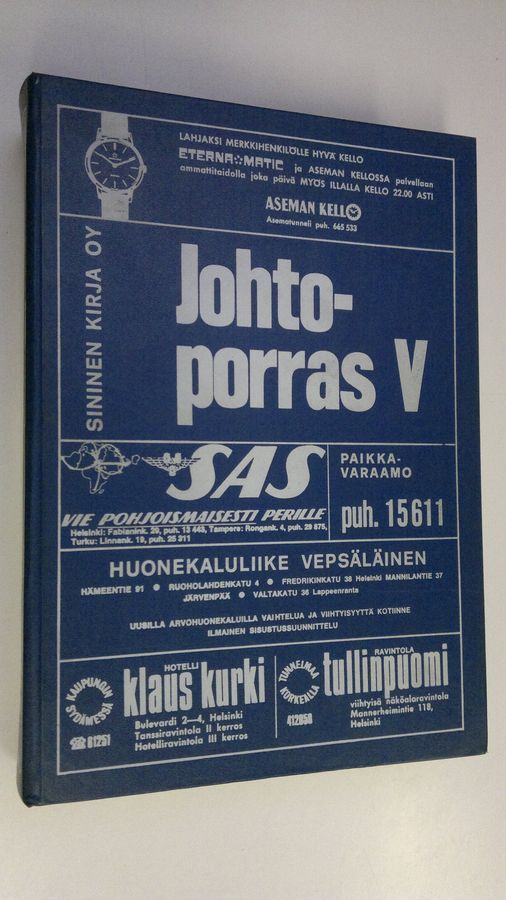 LAHJAKSI MERKKIHENKILÖLLE HYVÄ KELLO
ETERNA·MATIC ja ASEMAN KELLOSSA palvellaan
ammattitaidolla joka päivä MYÖS ILLALLA KELLO 22.00 ASTI
ASEMAN KELLO
Asematunneli puh. 665 533
SININEN KIRJA OY
Johto-
porras V
SAS
VIE POHJOISMAISESTI PERILLE
Helsinki: Fabianink. 29, puh. 13 443, Tampere: Rongank. 4, puh. 29 875,
Turku: Linnank. 19, puh. 25 311
PAIKKA-
VARAAMO
puh. 15611
HUONEKALULIIKE VEPSÄLÄINEN
HÄMEENTIE 91 ● RUOHOLAHDENKATU 4 ● FREDRIKINKATU 38 Helsinki MANNILANTIE 37
JÄRVENPÄÄ ● VALTAKATU 36 Lappeenranta
UUSILLA ARVOHUONEKALUILLA VAIHTELUA JA VIIHTYISYYTTÄ KOTIINNE
ILMAINEN SISUSTUSSUUNNITTELU
KAUPUNGIN
SYDÄMESSÄ
☎ 61251
HOTELLI
klaus kurki
Bulevardi 2—4, Helsinki
Tanssiravintola II kerros
Hotelliravintola III kerros
TUNNELMAA
KORKEALLA
412058
RAVINTOLA
tullinpuomi
viihtyisä näköalaravintola
Mannerheimintie 118,
Helsinki